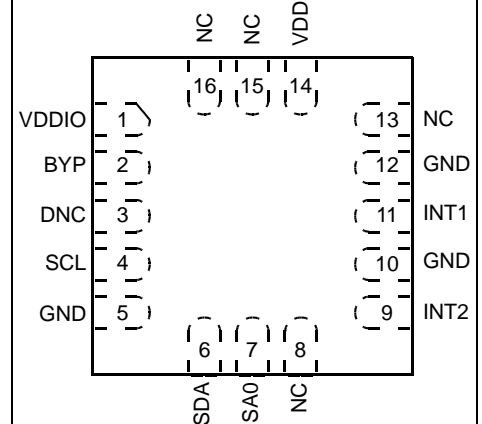 NC NC VDD
16 15 14
VDDIO 1 13 NC
BYP 2 12 GND
DNC 3 11 INT1
SCL 4 10 GND
GND 5 9 INT2
6 7 8
SDA SA0 NC